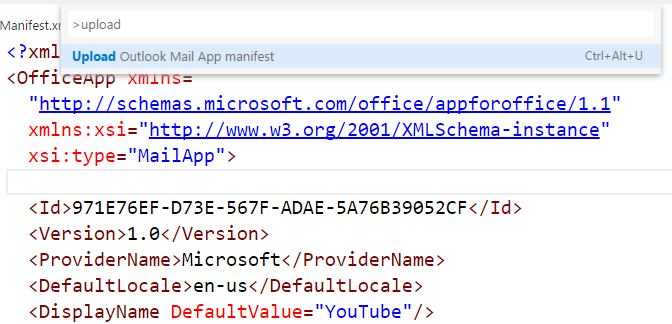 Manifest.xm
>upload
Upload Outlook Mail App manifest Ctrl+Alt+U
<?xml
<OfficeApp xmlns=
"http://schemas.microsoft.com/office/appforoffice/1.1"
xmlns:xsi="http://www.w3.org/2001/XMLSchema-instance"
xsi:type="MailApp">
<Id>971E76EF-D73E-567F-ADAE-5A76B39052CF</Id>
<Version>1.0</Version>
<ProviderName>Microsoft</ProviderName>
<DefaultLocale>en-us</DefaultLocale>
<DisplayName DefaultValue="YouTube"/>